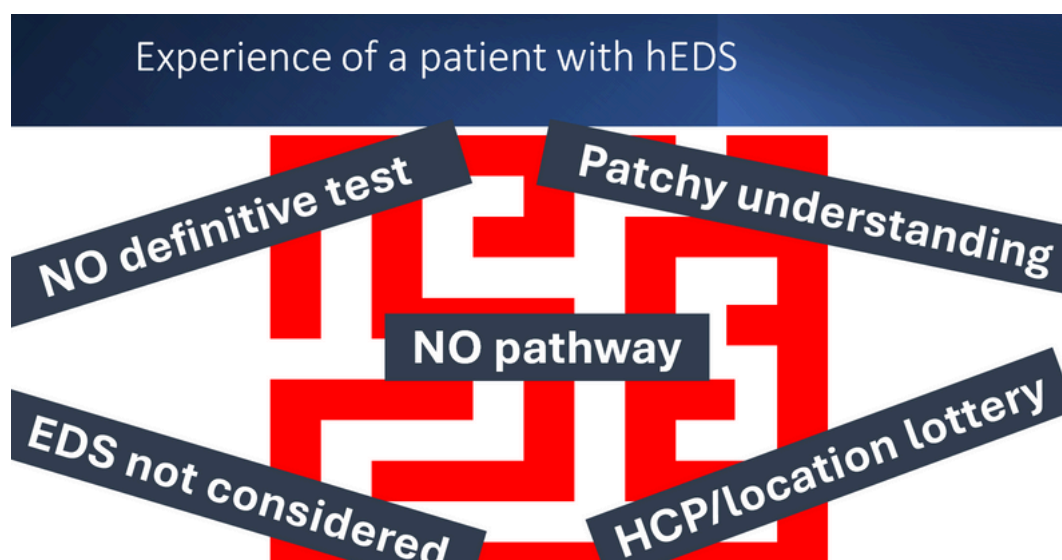 Experience of a patient with hEDS
NO definitive test
Patchy understanding
NO pathway
EDS not considered
HCP/location lottery